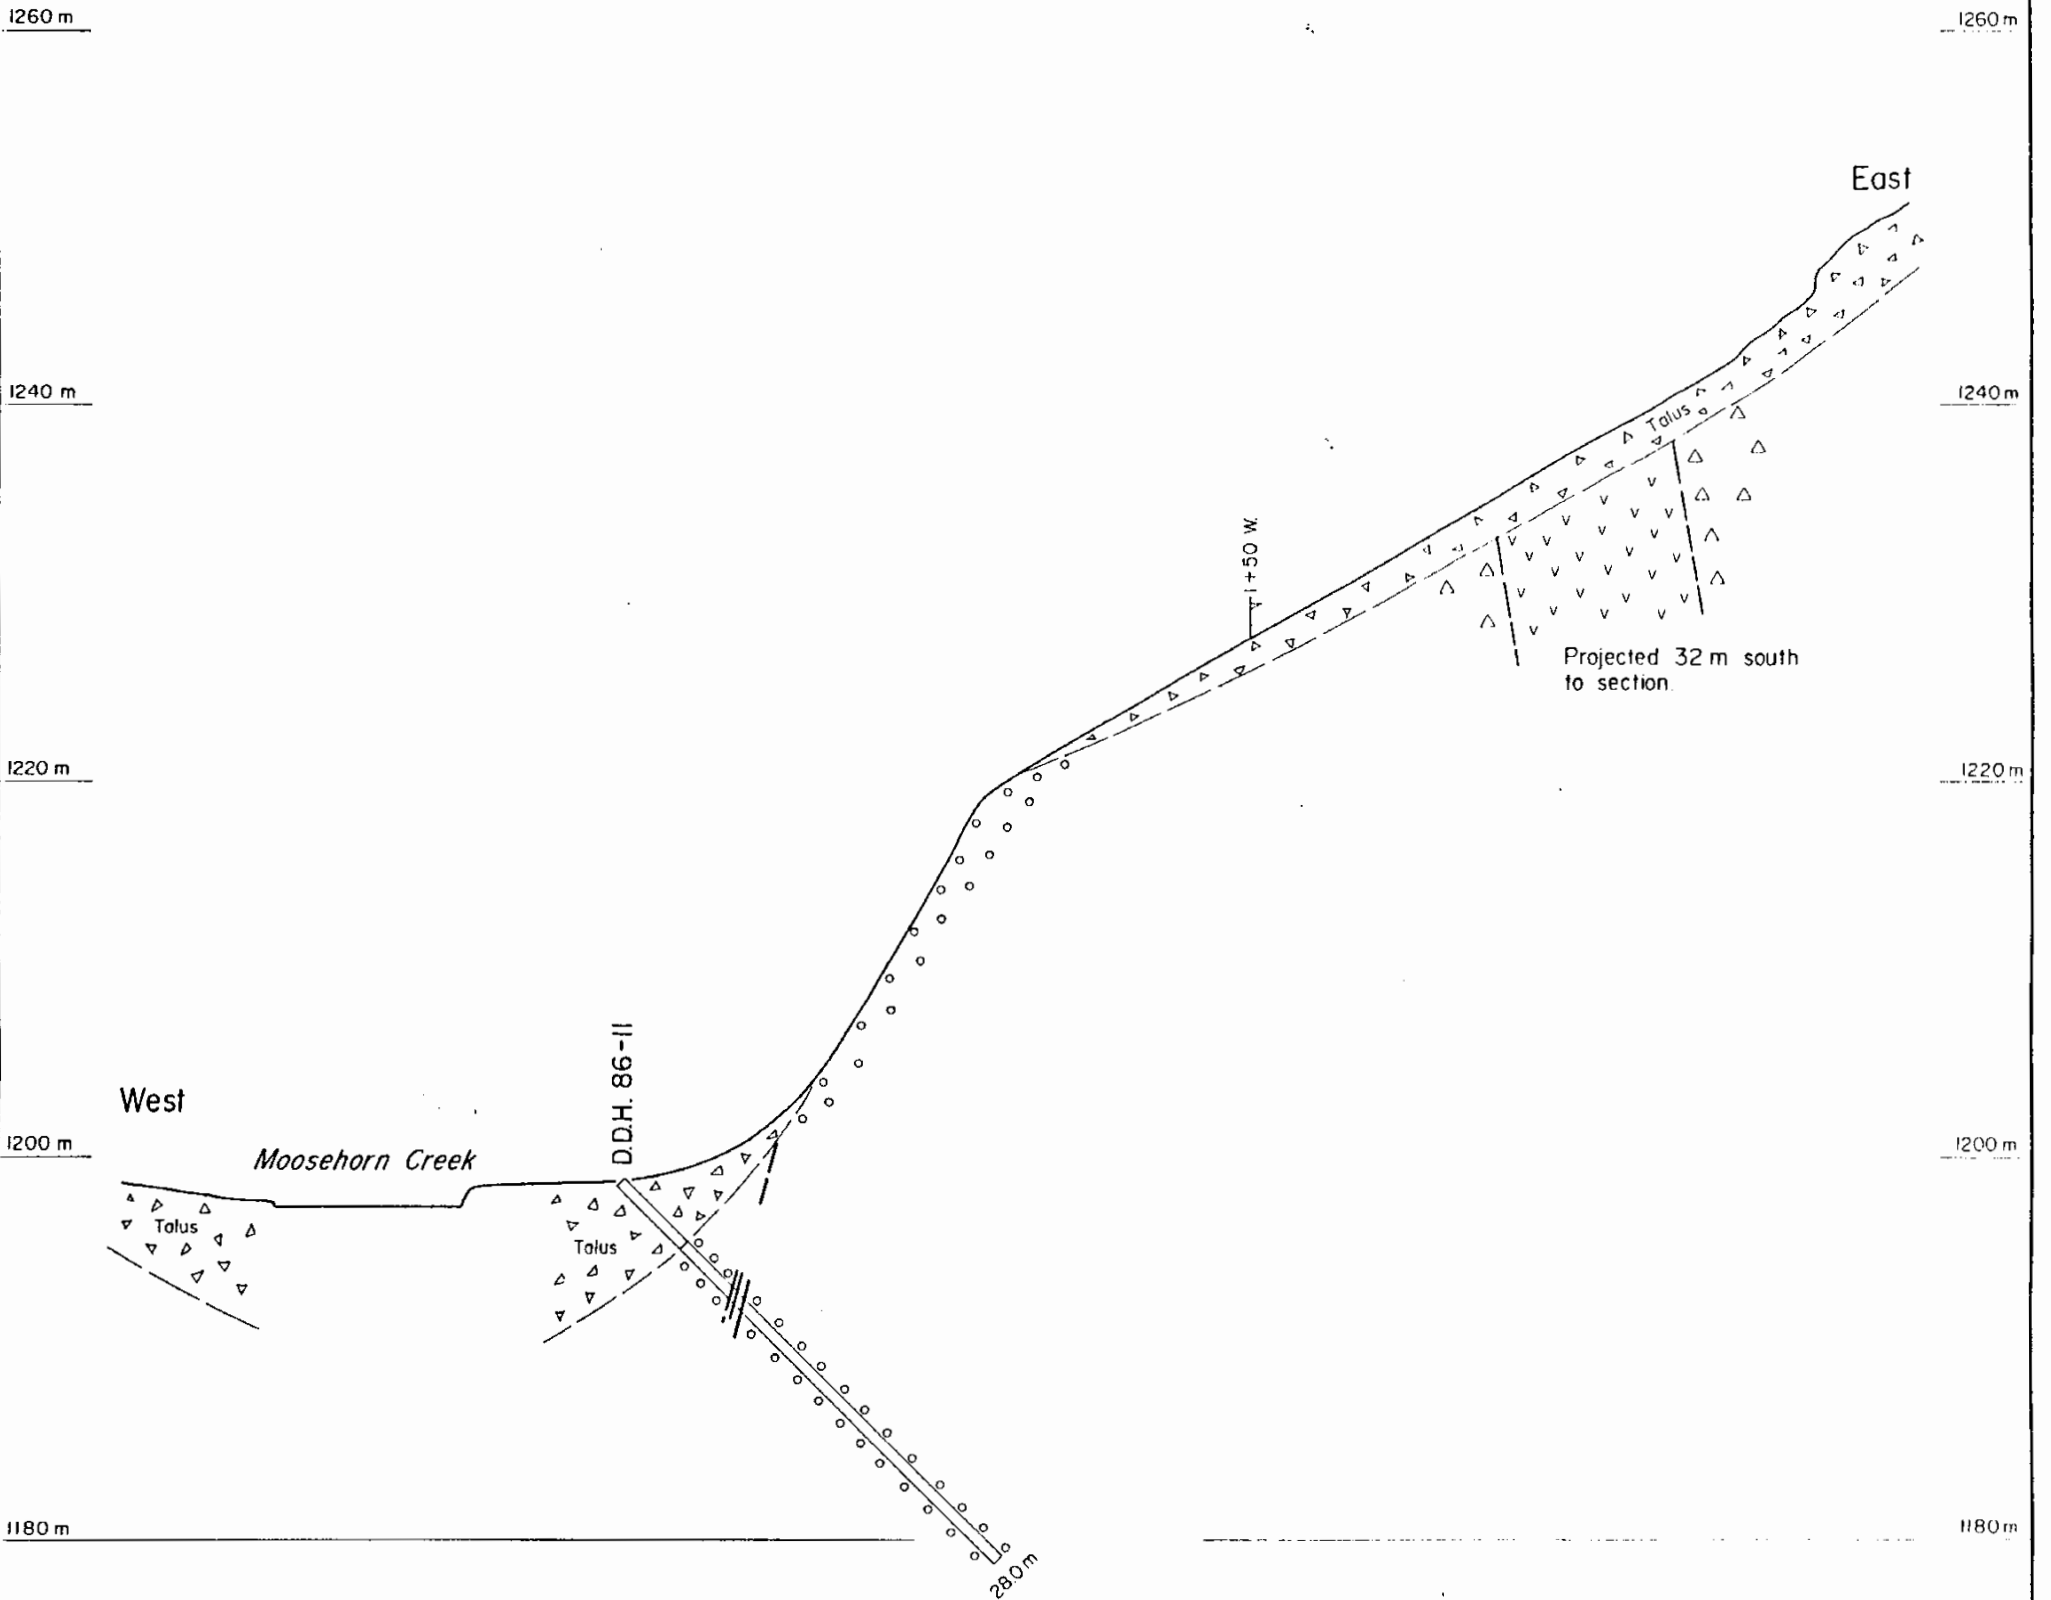 1260 m
1260 m
East
1240 m
1240 m
Talus
1+50 W.
Projected 32 m south
to section.
1220 m
1220 m
D.D.H. 86-11
West
1200 m
1200 m
Moosehorn Creek
Talus
Talus
1180 m
1180 m
28.0 m